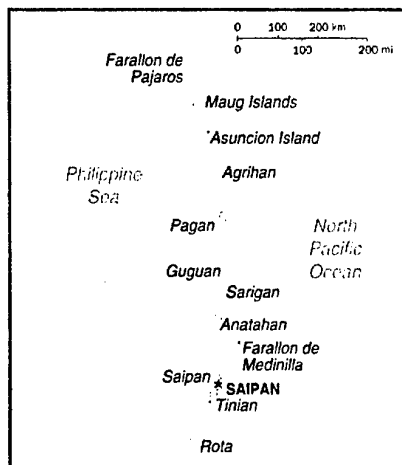 0 100 200 km
0 100 200 mi
Farallon de
Pajaros
Maug Islands
Asuncion Island
Philippine
Sea
Agrihan
Pagan
North
Pacific
Ocean
Guguan
Sarigan
Anatahan
Farallon de
Medinilla
Saipan
SAIPAN
Tinian
Rota